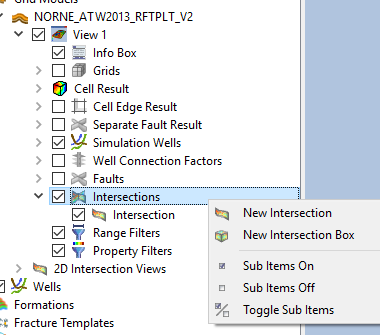 Grid Models
NORNE_ATW2013_RFTPLT_V2
View 1
Info Box
Grids
Cell Result
Cell Edge Result
Separate Fault Result
Simulation Wells
Well Connection Factors
Faults
Intersections
Intersection
Range Filters
Property Filters
2D Intersection Views
Wells
Formations
Fracture Templates
New Intersection
New Intersection Box
Sub Items On
Sub Items Off
Toggle Sub Items